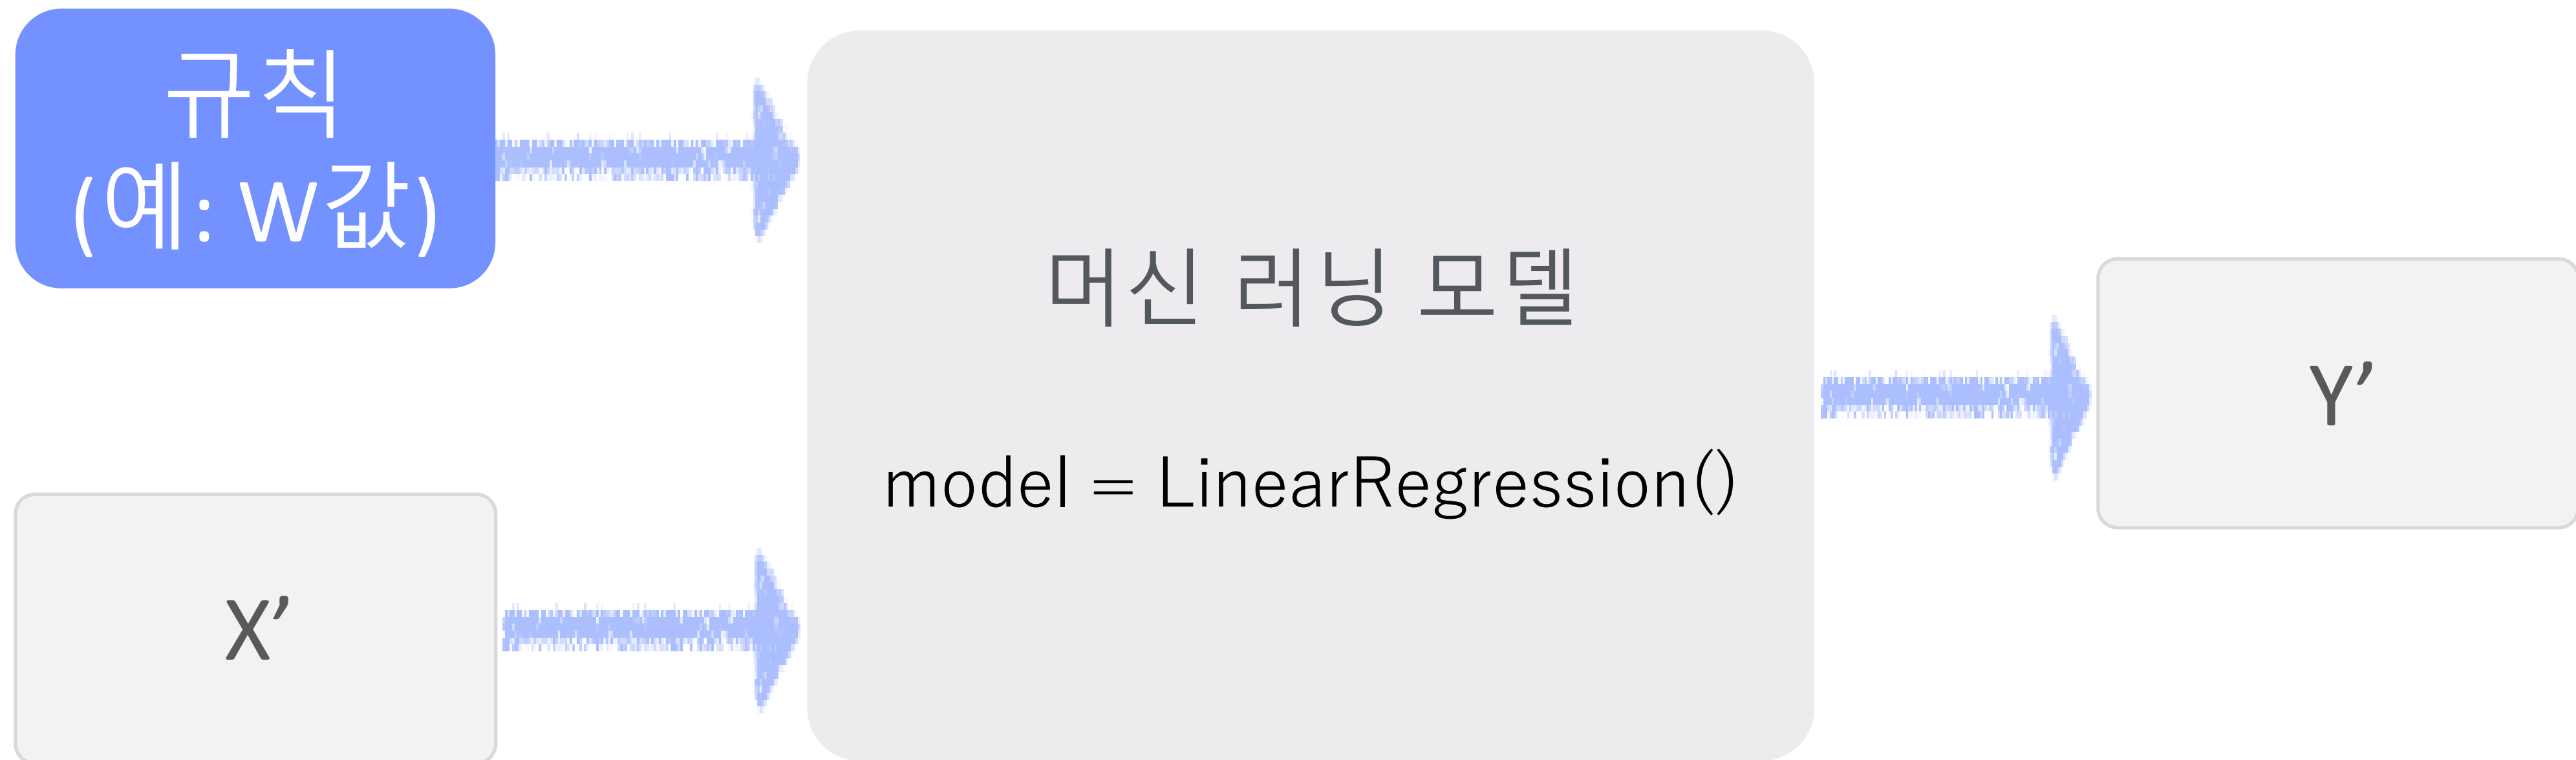 규칙
(예: W값)
머신 러닝 모델
model = LinearRegression()
Y’
X’